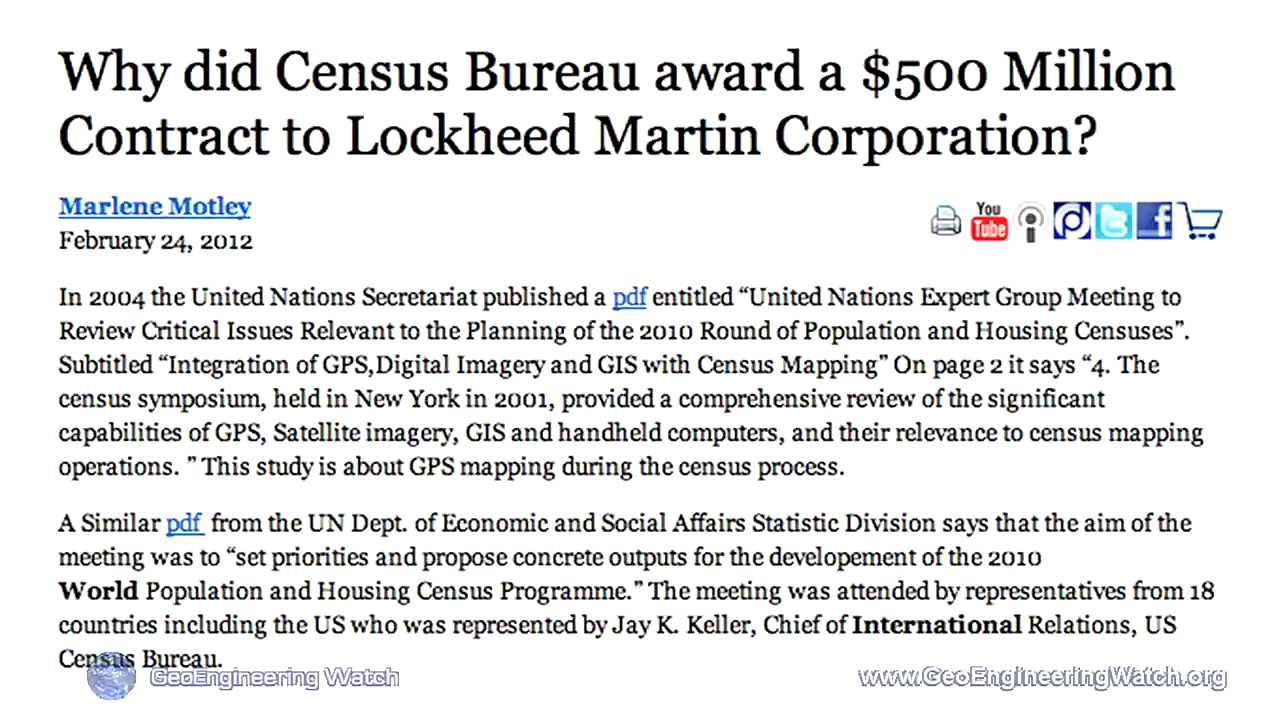 Why did Census Bureau award a $500 Million
Contract to Lockheed Martin Corporation?
Marlene Motley
February 24, 2012
You
Tube
In 2004 the United Nations Secretariat published a pdf entitled “United Nations Expert Group Meeting to
Review Critical Issues Relevant to the Planning of the 2010 Round of Population and Housing Censuses”.
Subtitled “Integration of GPS,Digital Imagery and GIS with Census Mapping” On page 2 it says “4. The
census symposium, held in New York in 2001, provided a comprehensive review of the significant
capabilities of GPS, Satellite imagery, GIS and handheld computers, and their relevance to census mapping
operations. ” This study is about GPS mapping during the census process.
A Similar pdf from the UN Dept. of Economic and Social Affairs Statistic Division says that the aim of the
meeting was to “set priorities and propose concrete outputs for the developement of the 2010
World Population and Housing Census Programme.” The meeting was attended by representatives from 18
countries including the US who was represented by Jay K. Keller, Chief of International Relations, US
Census Bureau.
GeoEngineering Watch
www.GeoEngineeringWatch.org